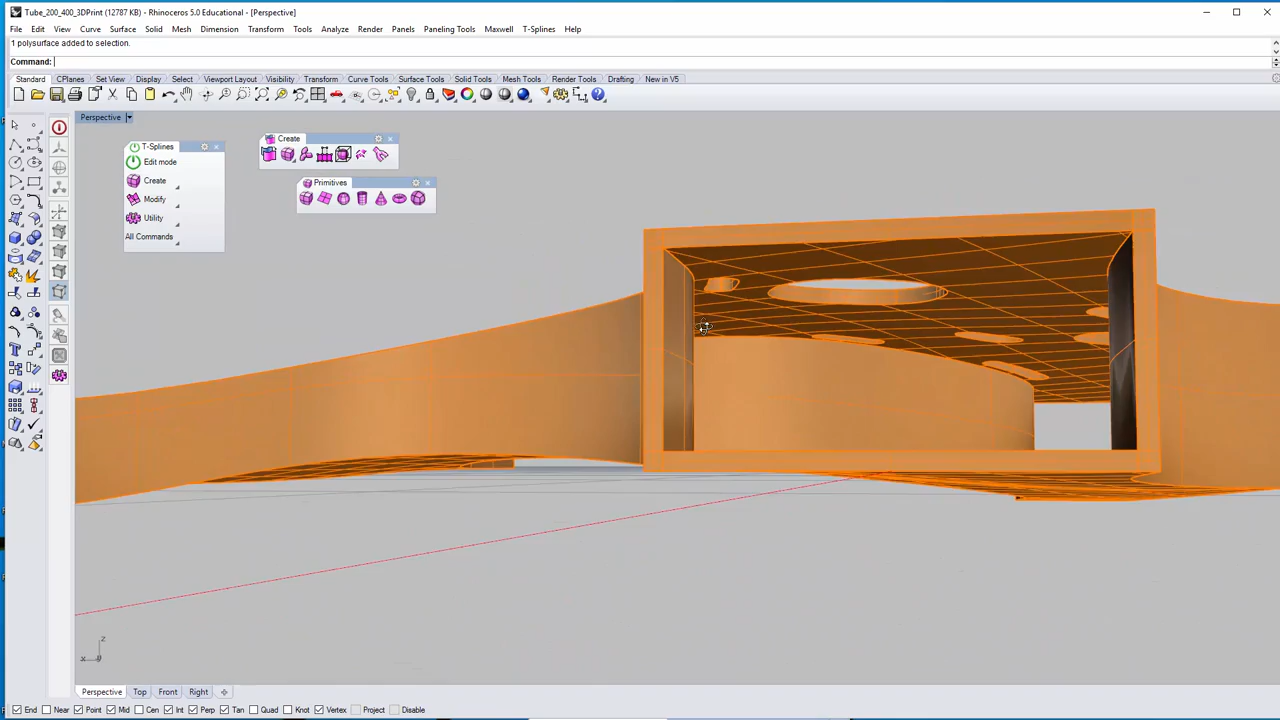 Tube_200_400_3DPrint (12787 KB) - Rhinoceros 5.0 Educational - [Perspective]
File Edit View Curve Surface Solid Mesh Dimension Transform Tools Analyze Render Panels Paneling Tools Maxwell T-Splines Help
1 polysurface added to selection.
Command:
Standard CPlanes Set View Display Select Viewport Layout Visibility Transform Curve Tools Surface Tools Solid Tools Mesh Tools Render Tools Drafting New in V5
Perspective
T-Splines
Edit mode
Create
Modify
Utility
All Commands
Create
Primitives
z
x
Perspective Top Front Right
End Near Point Mid Cen Int Perp Tan Quad Knot Vertex Project Disable